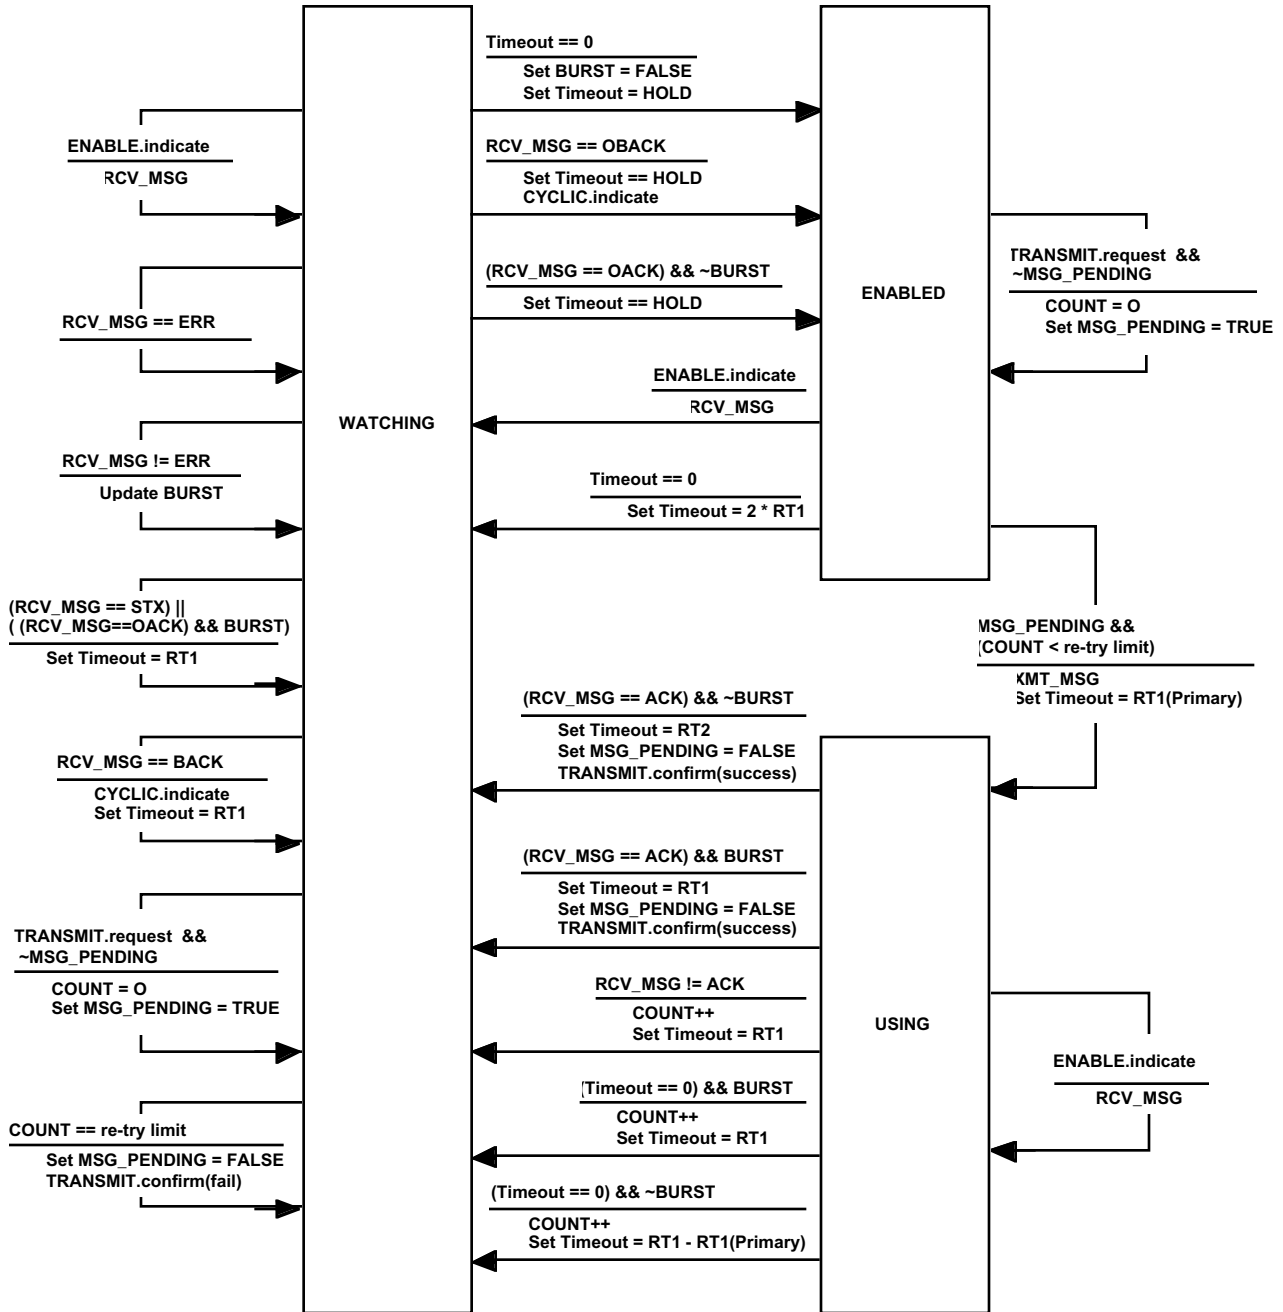 Timeout == 0
Set BURST = FALSE
Set Timeout = HOLD
ENABLE.indicate
RCV_MSG
RCV_MSG == OBACK
Set Timeout == HOLD
CYCLIC.indicate
(RCV_MSG == OACK) && ~BURST
Set Timeout == HOLD
ENABLED
TRANSMIT.request &&
~MSG_PENDING
COUNT = O
Set MSG_PENDING = TRUE
RCV_MSG == ERR
ENABLE.indicate
RCV_MSG
WATCHING
RCV_MSG != ERR
Update BURST
Timeout == 0
Set Timeout = 2 * RT1
(RCV_MSG == STX) ||
( (RCV_MSG==OACK) && BURST)
Set Timeout = RT1
MSG_PENDING &&
(COUNT < re-try limit)
XMT_MSG
Set Timeout = RT1(Primary)
(RCV_MSG == ACK) && ~BURST
Set Timeout = RT2
Set MSG_PENDING = FALSE
TRANSMIT.confirm(success)
RCV_MSG == BACK
CYCLIC.indicate
Set Timeout = RT1
(RCV_MSG == ACK) && BURST
Set Timeout = RT1
Set MSG_PENDING = FALSE
TRANSMIT.confirm(success)
TRANSMIT.request &&
~MSG_PENDING
COUNT = O
Set MSG_PENDING = TRUE
RCV_MSG != ACK
COUNT++
Set Timeout = RT1
USING
ENABLE.indicate
RCV_MSG
(Timeout == 0) && BURST
COUNT++
Set Timeout = RT1
COUNT == re-try limit
Set MSG_PENDING = FALSE
TRANSMIT.confirm(fail)
(Timeout == 0) && ~BURST
COUNT++
Set Timeout = RT1 - RT1(Primary)